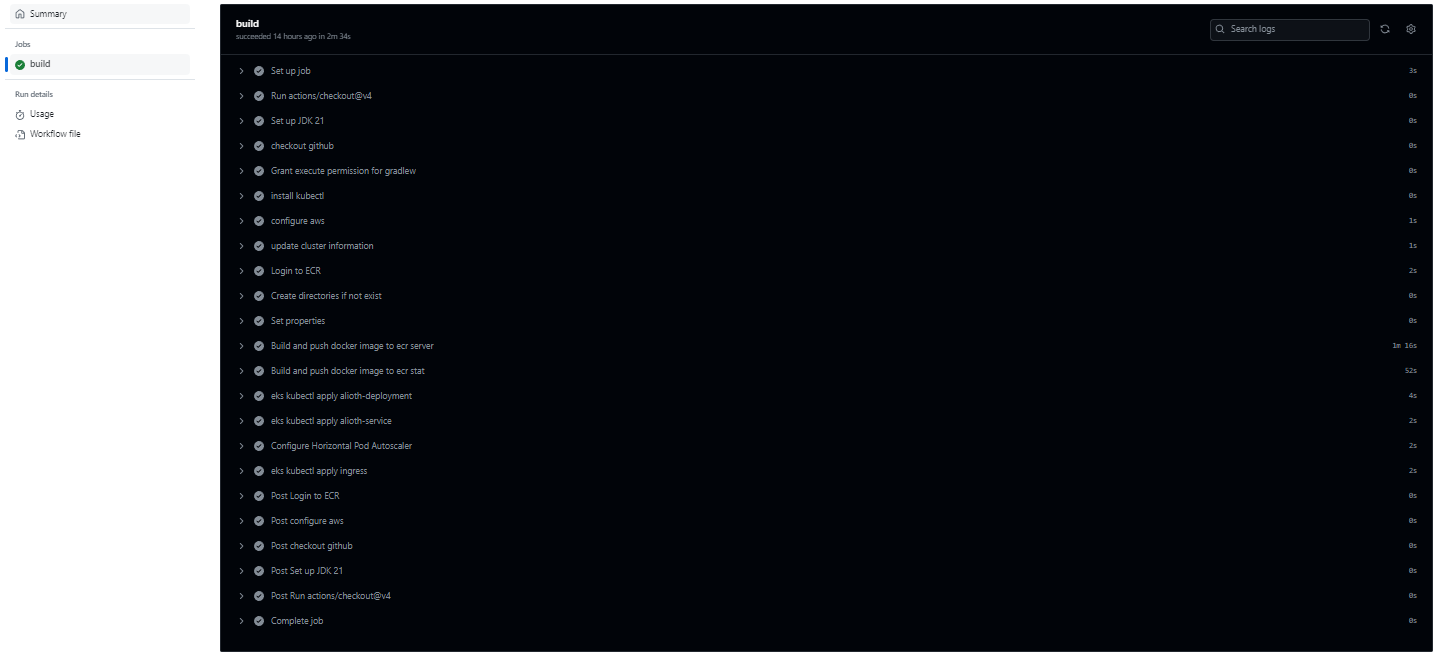 Summary
Jobs
build
Run details
Usage
Workflow file
build
succeeded 14 hours ago in 2m 34s
Search logs
Set up job 3s
Run actions/checkout@v4 0s
Set up JDK 21 0s
checkout github 0s
Grant execute permission for gradlew 0s
install kubectl 0s
configure aws 1s
update cluster information 1s
Login to ECR 2s
Create directories if not exist 0s
Set properties 0s
Build and push docker image to ecr server 1m 16s
Build and push docker image to ecr stat 52s
eks kubectl apply alioth-deployment 4s
eks kubectl apply alioth-service 2s
Configure Horizontal Pod Autoscaler 2s
eks kubectl apply ingress 2s
Post Login to ECR 0s
Post configure aws 0s
Post checkout github 0s
Post Set up JDK 21 0s
Post Run actions/checkout@v4 0s
Complete job 0s